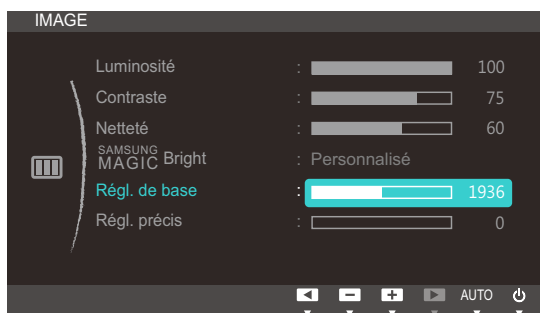 IMAGE
Luminosité : 100
Contraste : 75
Netteté : 60
SAMSUNG MAGIC Bright : Personnalisé
Régl. de base : 1936
Régl. précis : 0
AUTO